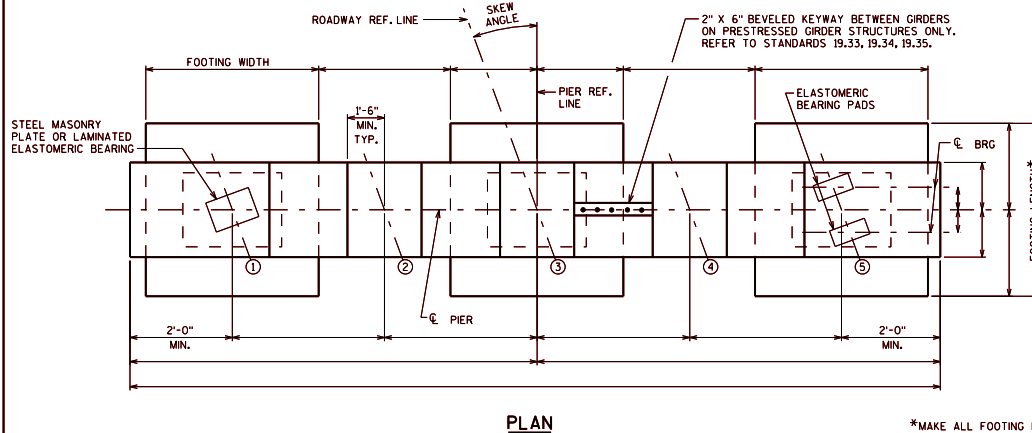 ROADWAY REF. LINE
SKEW
ANGLE
2" X 6" BEVELED KEYWAY BETWEEN GIRDERS
ON PRESTRESSED GIRDER STRUCTURES ONLY.
REFER TO STANDARDS 19.33, 19.34, 19.35.
FOOTING WIDTH
PIER REF.
LINE
ELASTOMERIC
BEARING PADS
1'-6"
MIN.
TYP.
STEEL MASONRY
PLATE OR LAMINATED
ELASTOMERIC BEARING
℄ BRG
1
2
3
4
5
℄ PIER
2'-0"
MIN.
2'-0"
MIN.
PLAN
*MAKE ALL FOOTING